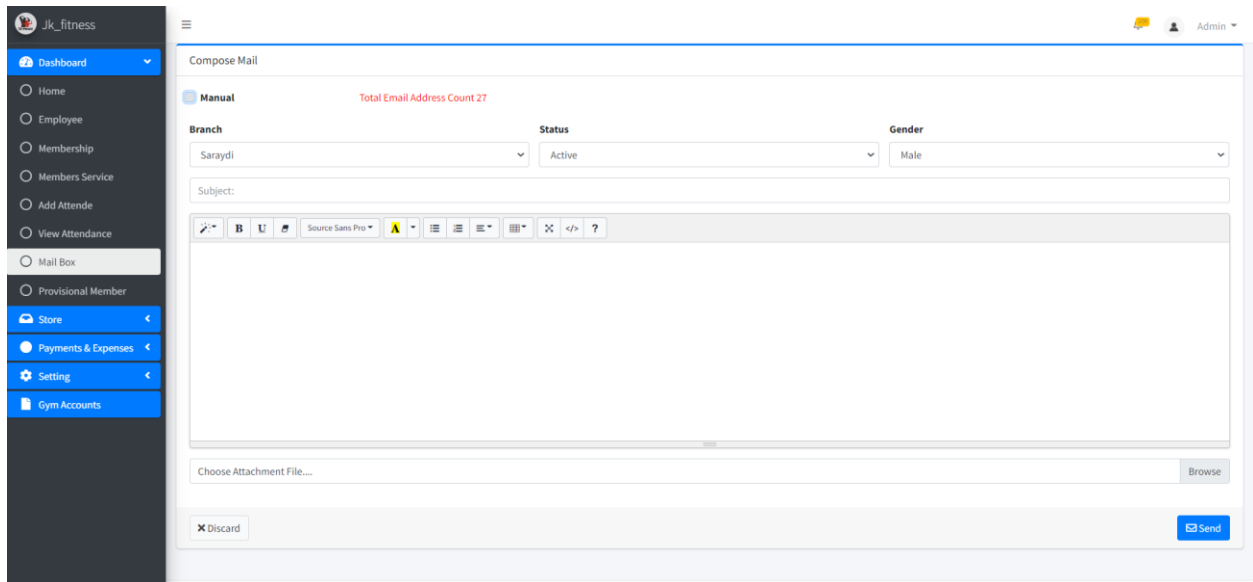 Jk_fitness
Admin
Dashboard
Home
Employee
Membership
Members Service
Add Attende
View Attendance
Mail Box
Provisional Member
Store
Payments & Expenses
Setting
Gym Accounts
Compose Mail
Manual Total Email Address Count 27
Branch Status Gender
Saraydi Active Male
Subject:
B U Source Sans Pro A </> ?
Choose Attachment File.... Browse
Discard Send